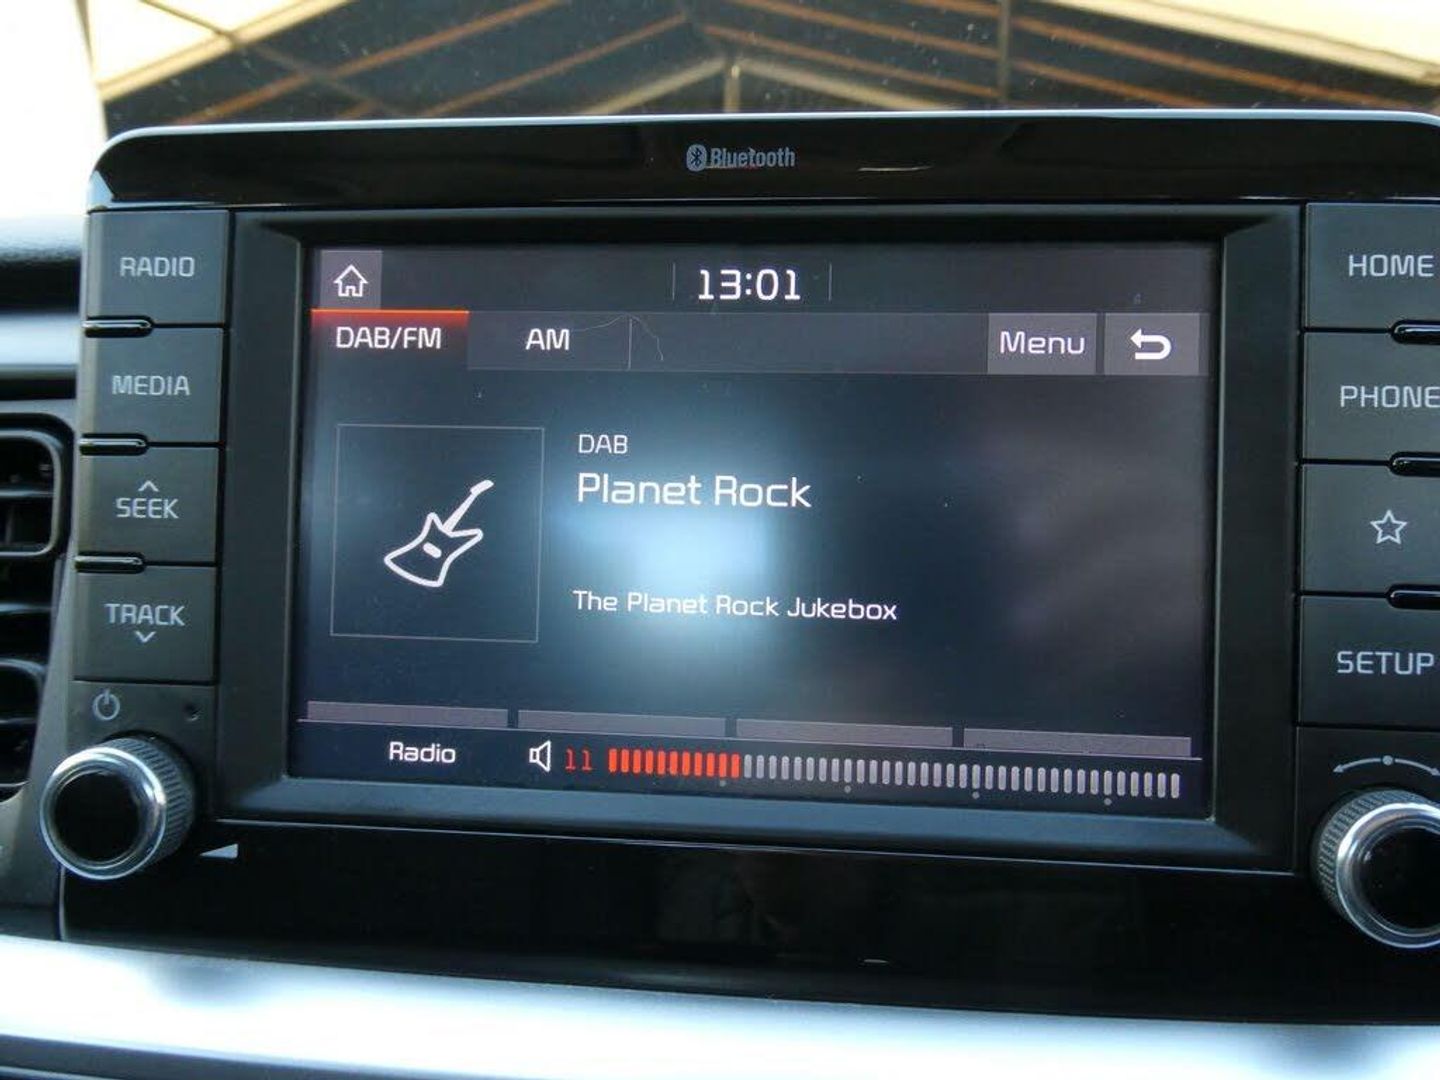 Bluetooth
RADIO
MEDIA
SEEK
TRACK
13:01
DAB/FM
AM
Menu
DAB
Planet Rock
The Planet Rock Jukebox
Radio
11
HOME
PHONE
SETUP